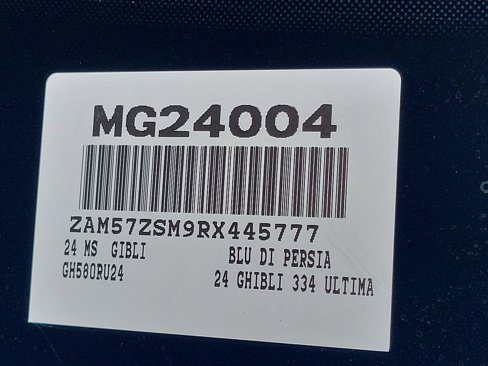 MG24004
ZAM57ZSM9RX445777
24 MS GIBLI BLU DI PERSIA
GH580RU24 24 GHIBLI 334 ULTIMA